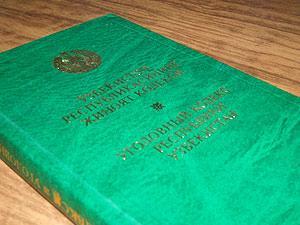 ЎЗБЕКИСТОН
РЕСПУБЛИКАСИНИНГ
ЖИНОЯТ КОДЕКСИ
УГОЛОВНЫЙ КОДЕКС
РЕСПУБЛИКИ
УЗБЕКИСТАН